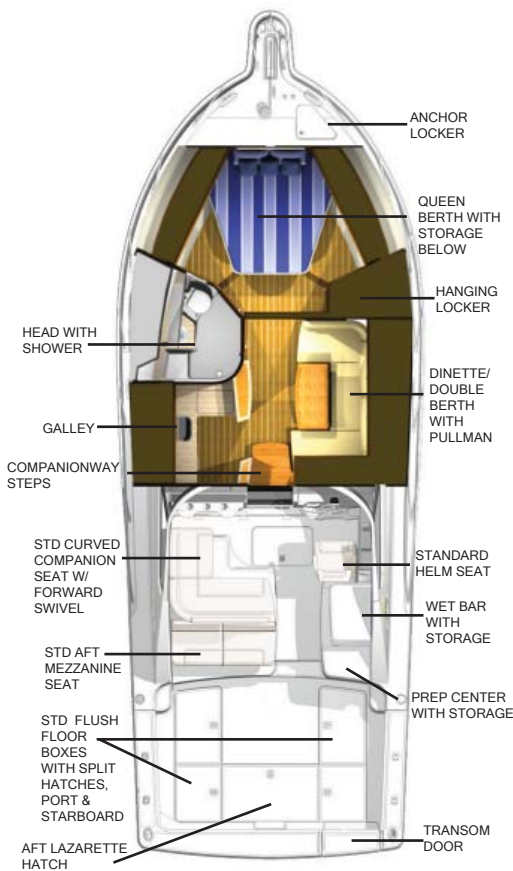 ANCHOR
LOCKER
QUEEN
BERTH WITH
STORAGE
BELOW
HANGING
LOCKER
HEAD WITH
SHOWER
DINETTE/
DOUBLE
BERTH
WITH
PULLMAN
GALLEY
COMPANIONWAY
STEPS
STD CURVED
COMPANION
SEAT W/
FORWARD
SWIVEL
STANDARD
HELM SEAT
WET BAR
WITH
STORAGE
STD AFT
MEZZANINE
SEAT
PREP CENTER
WITH STORAGE
STD FLUSH
FLOOR
BOXES
WITH SPLIT
HATCHES,
PORT &
STARBOARD
AFT LAZARETTE
HATCH
TRANSOM
DOOR